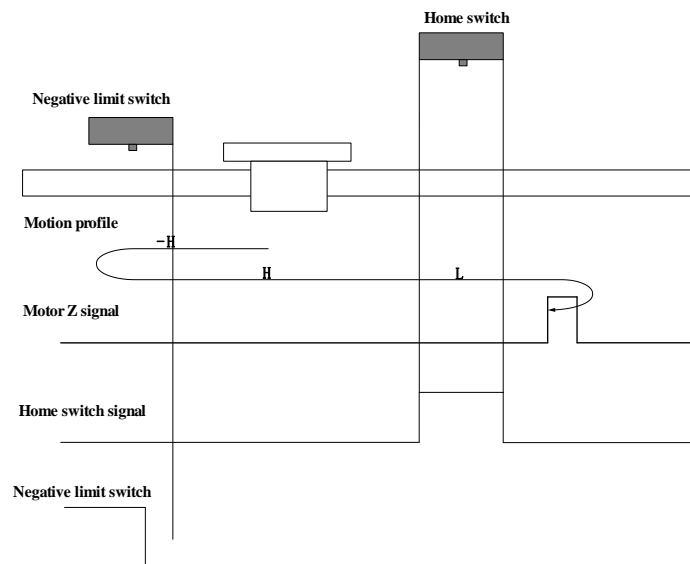 Home switch
Negative limit switch
Motion profile
-H
H
L
Motor Z signal
Home switch signal
Negative limit switch